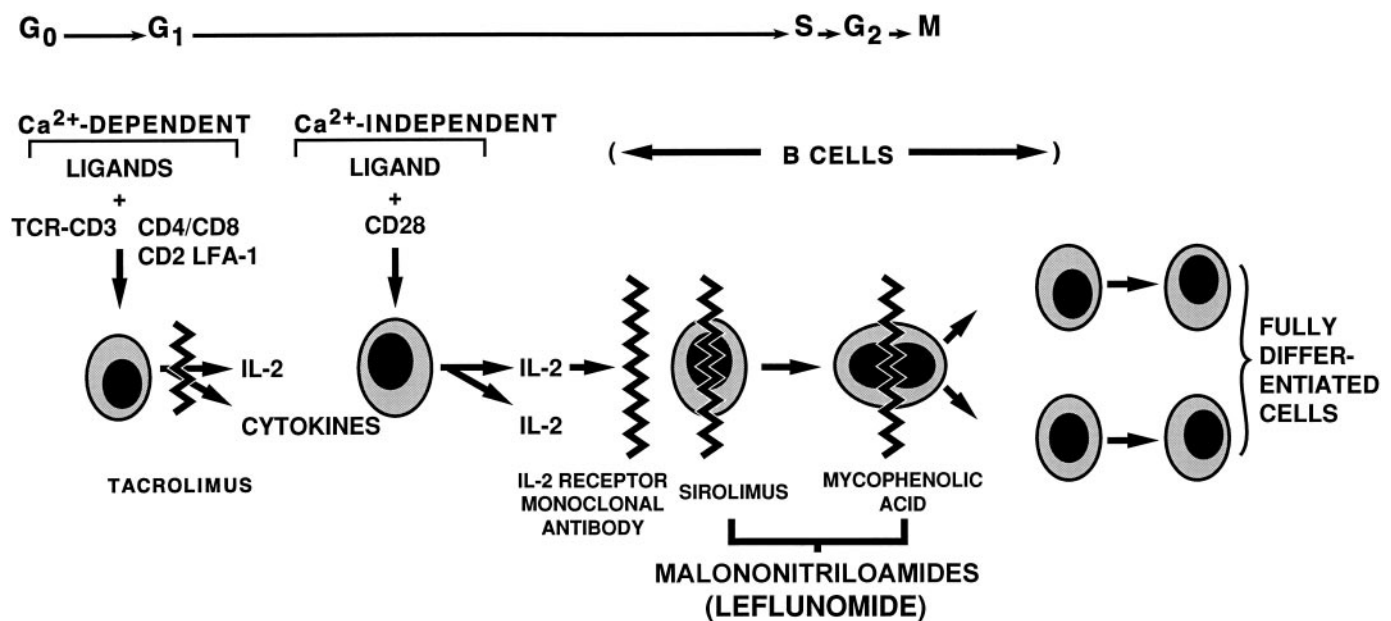 G0 G1 S G2 M
Ca2+-DEPENDENT
LIGANDS
+
TCR-CD3 CD4/CD8
CD2 LFA-1
IL-2
CYTOKINES
TACROLIMUS
Ca2+-INDEPENDENT
LIGAND
+
CD28
IL-2
IL-2
( B CELLS )
IL-2 RECEPTOR
MONOCLONAL
ANTIBODY
SIROLIMUS
MYCOPHENOLIC
ACID
MALONONITRILOAMIDES
(LEFLUNOMIDE)
FULLY
DIFFER-
ENTIATED
CELLS